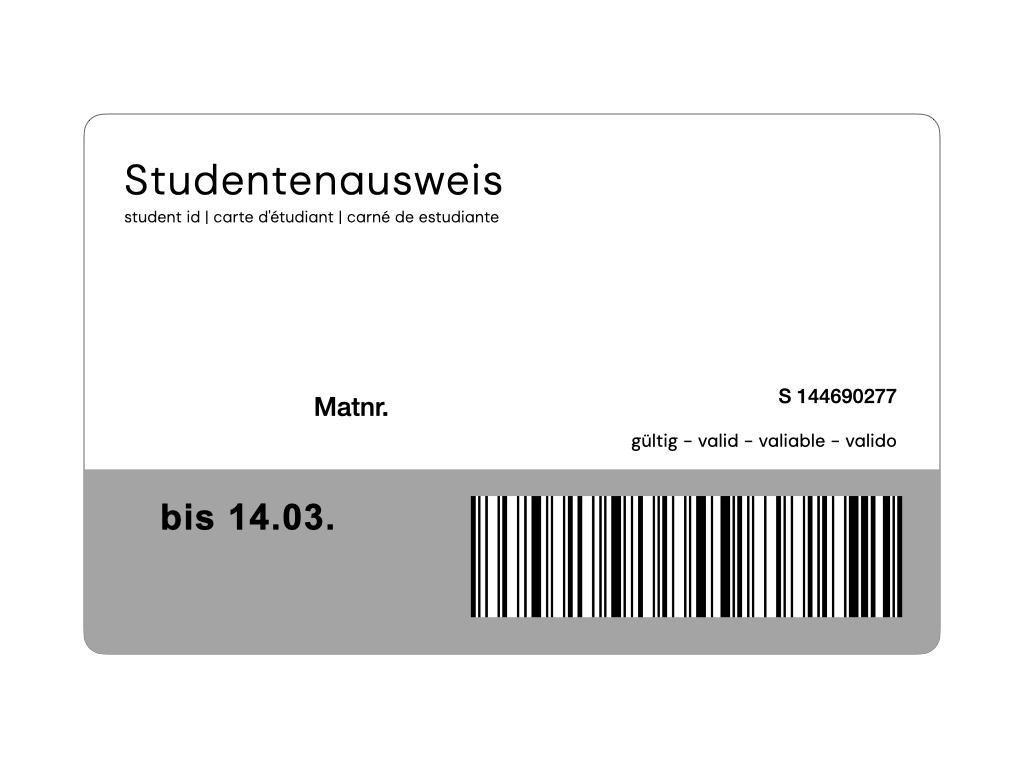 Studentenausweis
student id | carte d'étudiant | carné de estudiante
Matnr.
S 144690277
gültig – valid – valiable – valido
bis 14.03.